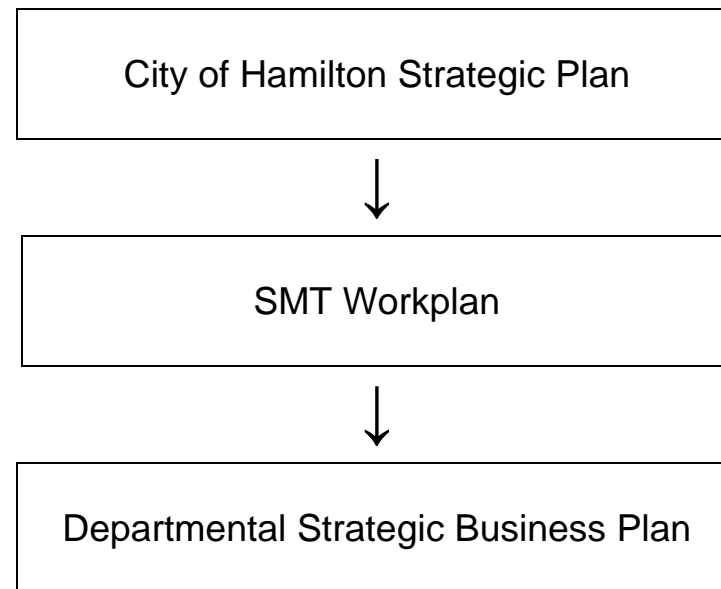 City of Hamilton Strategic Plan
SMT Workplan
Departmental Strategic Business Plan